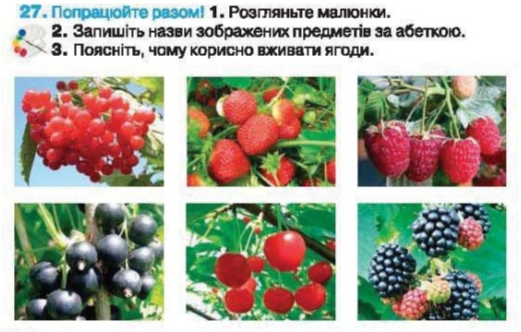 27. Попрацюйте разом! 1. Розгляньте малюнки.
2. Запишіть назви зображених предметів за абеткою.
3. Поясніть, чому корисно вживати ягоди.